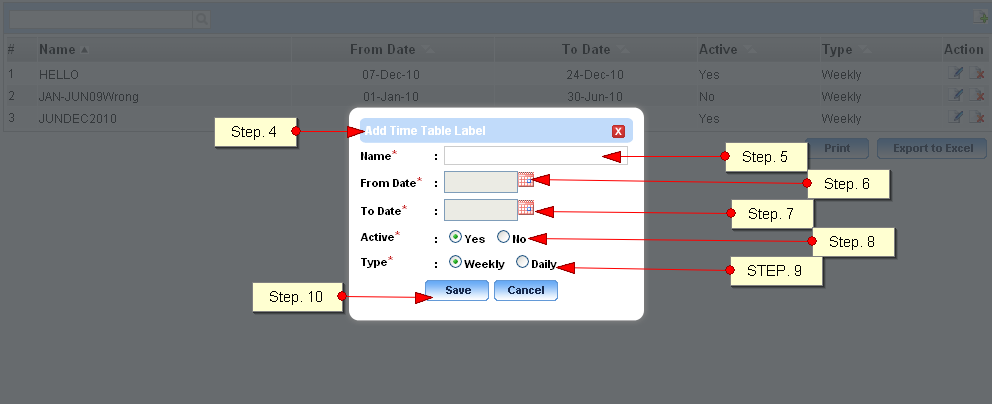 # Name From Date To Date Active Type Action
1 HELLO 07-Dec-10 24-Dec-10 Yes Weekly
2 JAN-JUN09Wrong 01-Jan-10 30-Jun-10 No Weekly
3 JUNDEC2010 Yes Weekly
Print Export to Excel
Step. 4
Add Time Table Label X
Name* :
Step. 5
From Date* :
Step. 6
To Date* :
Step. 7
Active* : Yes No
Step. 8
Type* : Weekly Daily
STEP. 9
Save Cancel
Step. 10